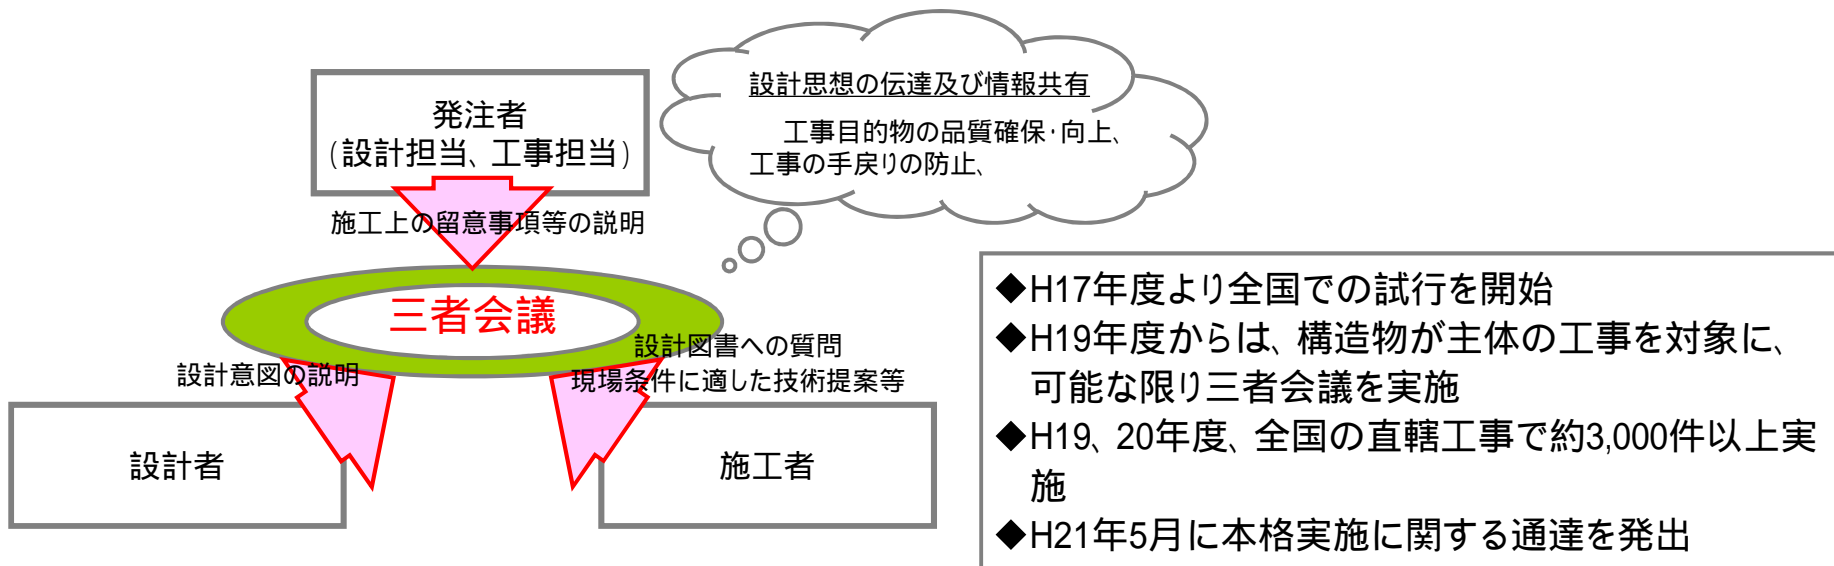 設計思想の伝達及び情報共有
工事目的物の品質確保・向上、
工事の手戻りの防止、
発注者
(設計担当、工事担当)
施工上の留意事項等の説明
三者会議
設計図書への質問
現場条件に適した技術提案等
設計意図の説明
設計者
施工者
◆H17年度より全国での試行を開始
◆H19年度からは、構造物が主体の工事を対象に、
可能な限り三者会議を実施
◆H19、20年度、全国の直轄工事で約3,000件以上実
施
◆H21年5月に本格実施に関する通達を発出